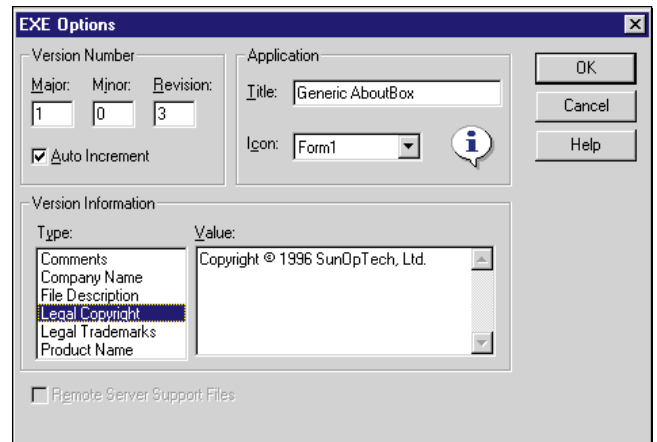 EXE Options
Version Number
Major: Minor: Revision:
1 0 3
Auto Increment
Application
Title: Generic AboutBox
Icon: Form1
OK
Cancel
Help
Version Information
Type:
Comments
Company Name
File Description
Legal Copyright
Legal Trademarks
Product Name
Value:
Copyright © 1996 SunOpTech, Ltd.
Remote Server Support Files